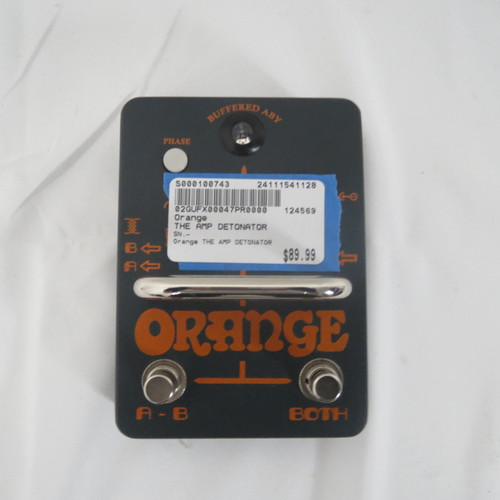 BUFFERED ABY
PHASE
S000100743 24111541128
02GUFX00047PR0000 124569
Orange
THE AMP DETONATOR
SN.-
Orange THE AMP DETONATOR
$89.99
B
A
ORANGE
A - B BOTH